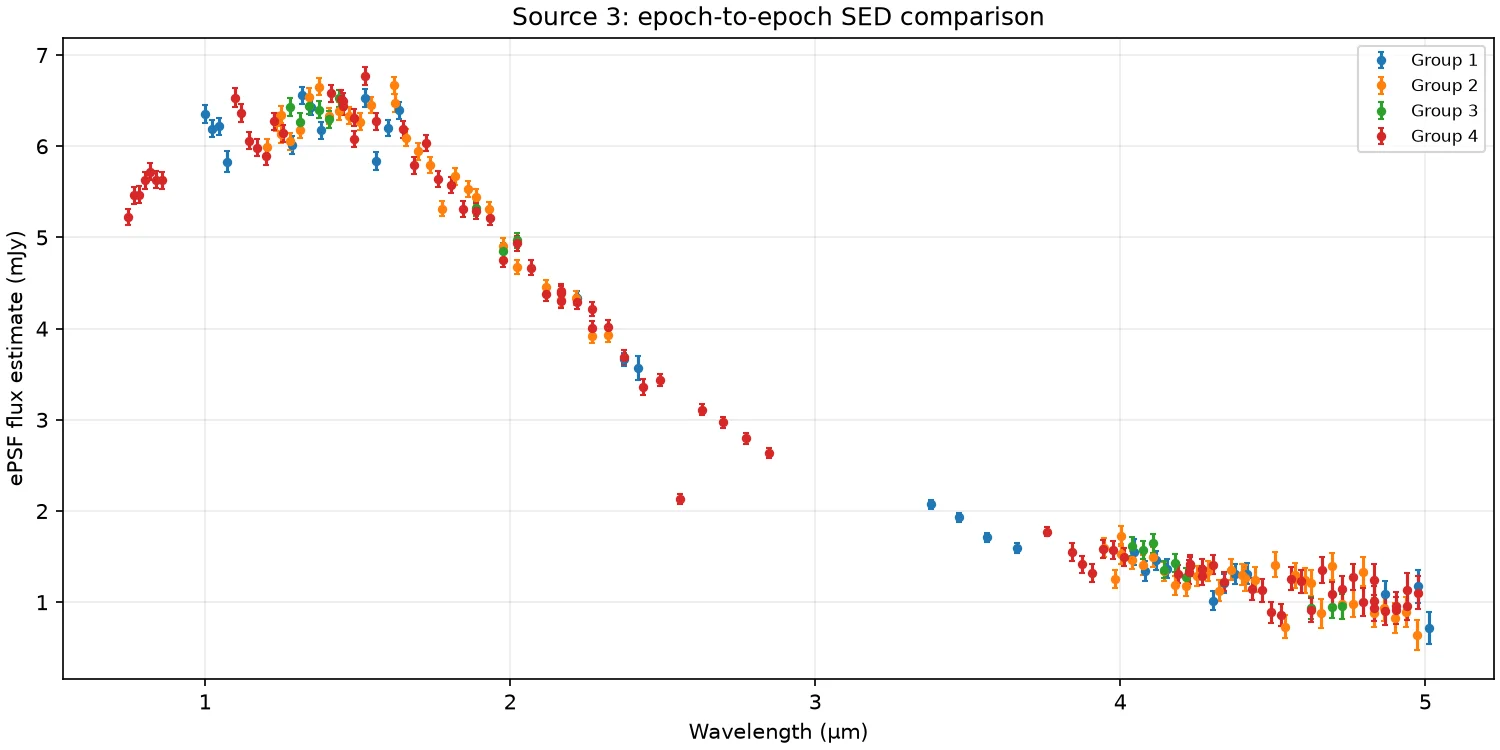 Source 3: epoch-to-epoch SED comparison
ePSF flux estimate (mJy)
7
6
5
4
3
2
1
Group 1
Group 2
Group 3
Group 4
1 2 3 4 5
Wavelength (μm)